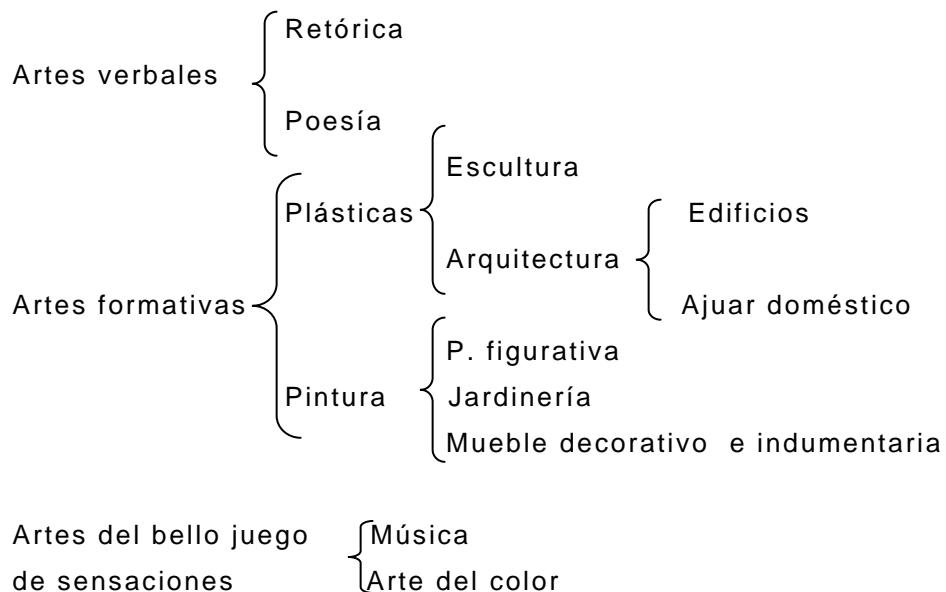 Retórica
Artes verbales
Poesía
Escultura
Plásticas
Edificios
Arquitectura
Artes formativas
Ajuar doméstico
P. figurativa
Pintura
Jardinería
Mueble decorativo e indumentaria
Artes del bello juego
de sensaciones
Música
Arte del color